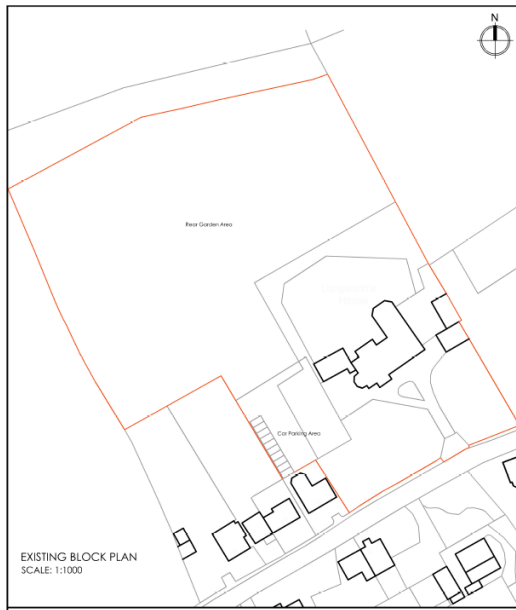 N
Rear Garden Area
Car Parking Area
EXISTING BLOCK PLAN
SCALE: 1:1000